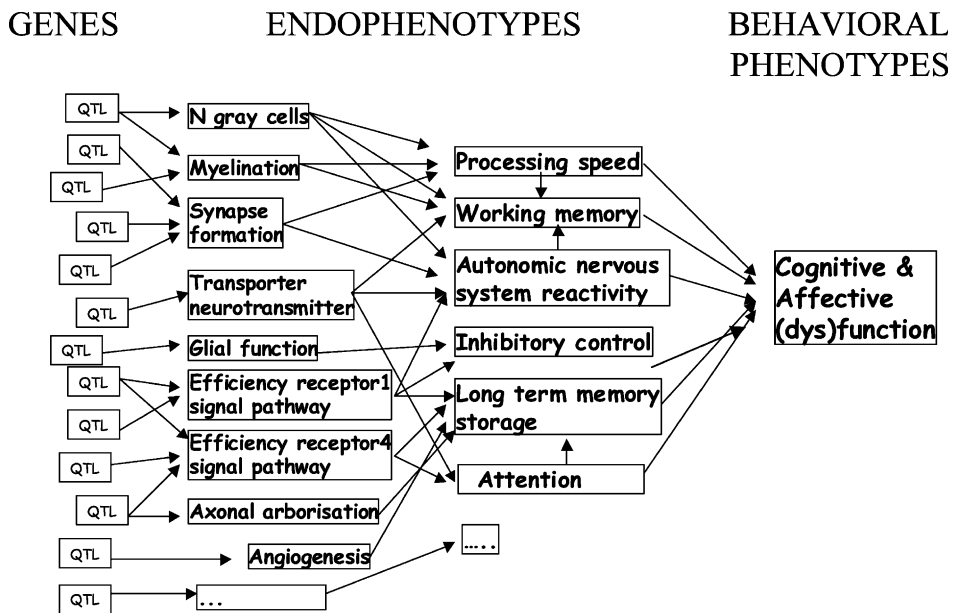 GENES
ENDOPHENOTYPES
BEHAVIORAL
PHENOTYPES
QTL
QTL
QTL
QTL
QTL
QTL
QTL
QTL
QTL
QTL
QTL
QTL
QTL
N gray cells
Myelination
Synapse
formation
Transporter
neurotransmitter
Glial function
Efficiency receptor1
signal pathway
Efficiency receptor4
signal pathway
Axonal arborisation
Angiogenesis
...
Processing speed
Working memory
Autonomic nervous
system reactivity
Inhibitory control
Long term memory
storage
Attention
.....
Cognitive &
Affective
(dys)function